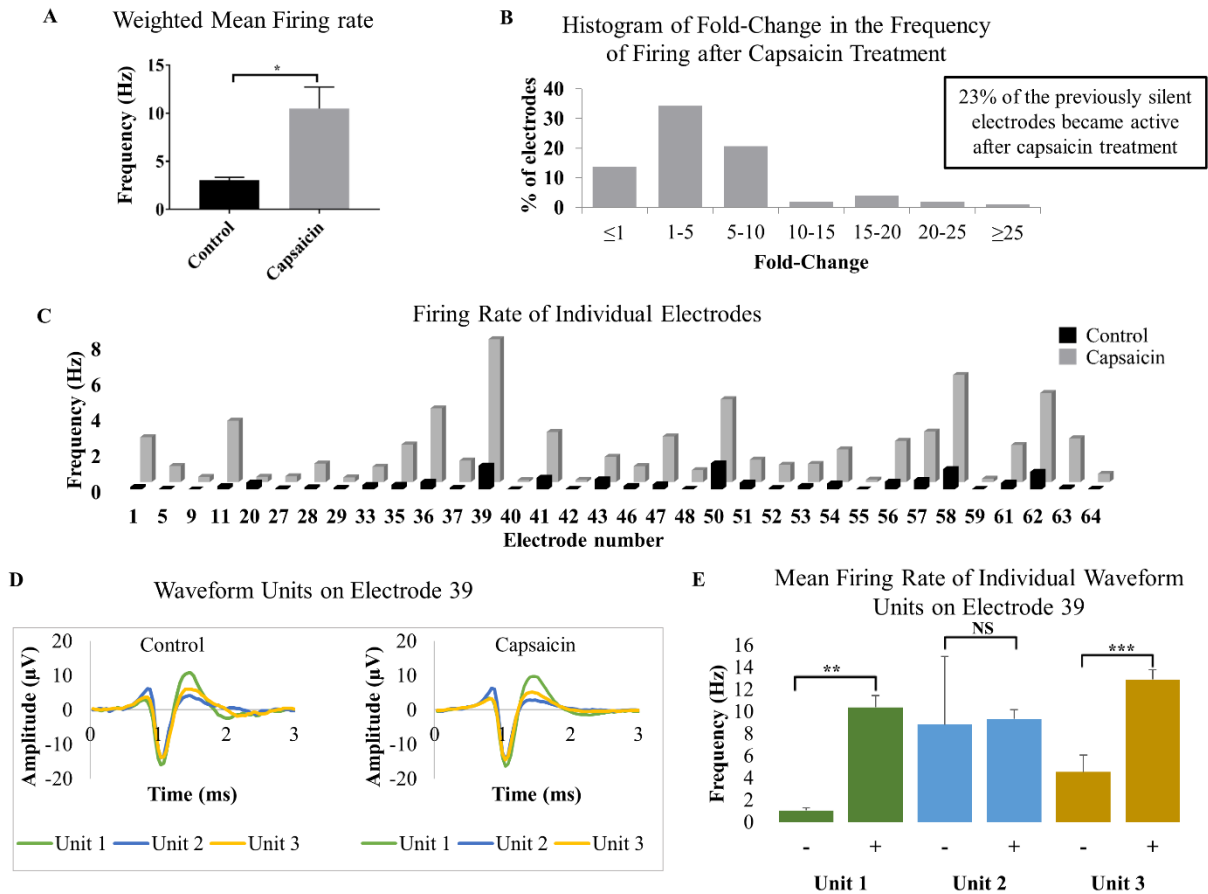 A
Weighted Mean Firing rate
Frequency (Hz)
15
10
5
0
*
Control
Capsaicin
B
Histogram of Fold-Change in the Frequency
of Firing after Capsaicin Treatment
% of electrodes
40
30
20
10
0
≤1 1-5 5-10 10-15 15-20 20-25 ≥25
Fold-Change
23% of the previously silent
electrodes became active
after capsaicin treatment
C
Firing Rate of Individual Electrodes
Control
Capsaicin
Frequency (Hz)
8
6
4
2
0
1 5 9 11 20 27 28 29 33 35 36 37 39 40 41 42 43 46 47 48 50 51 52 53 54 55 56 57 58 59 61 62 63 64
Electrode number
D
Waveform Units on Electrode 39
Control
Amplitude (µV)
20
10
0
-10
-20
0 1 2 3
Time (ms)
Unit 1 Unit 2 Unit 3
Capsaicin
Amplitude (µV)
20
10
0
-10
-20
0 1 2 3
Time (ms)
Unit 1 Unit 2 Unit 3
E
Mean Firing Rate of Individual Waveform
Units on Electrode 39
Frequency (Hz)
16
14
12
10
8
6
4
2
0
**
NS
***
- + - + - +
Unit 1 Unit 2 Unit 3